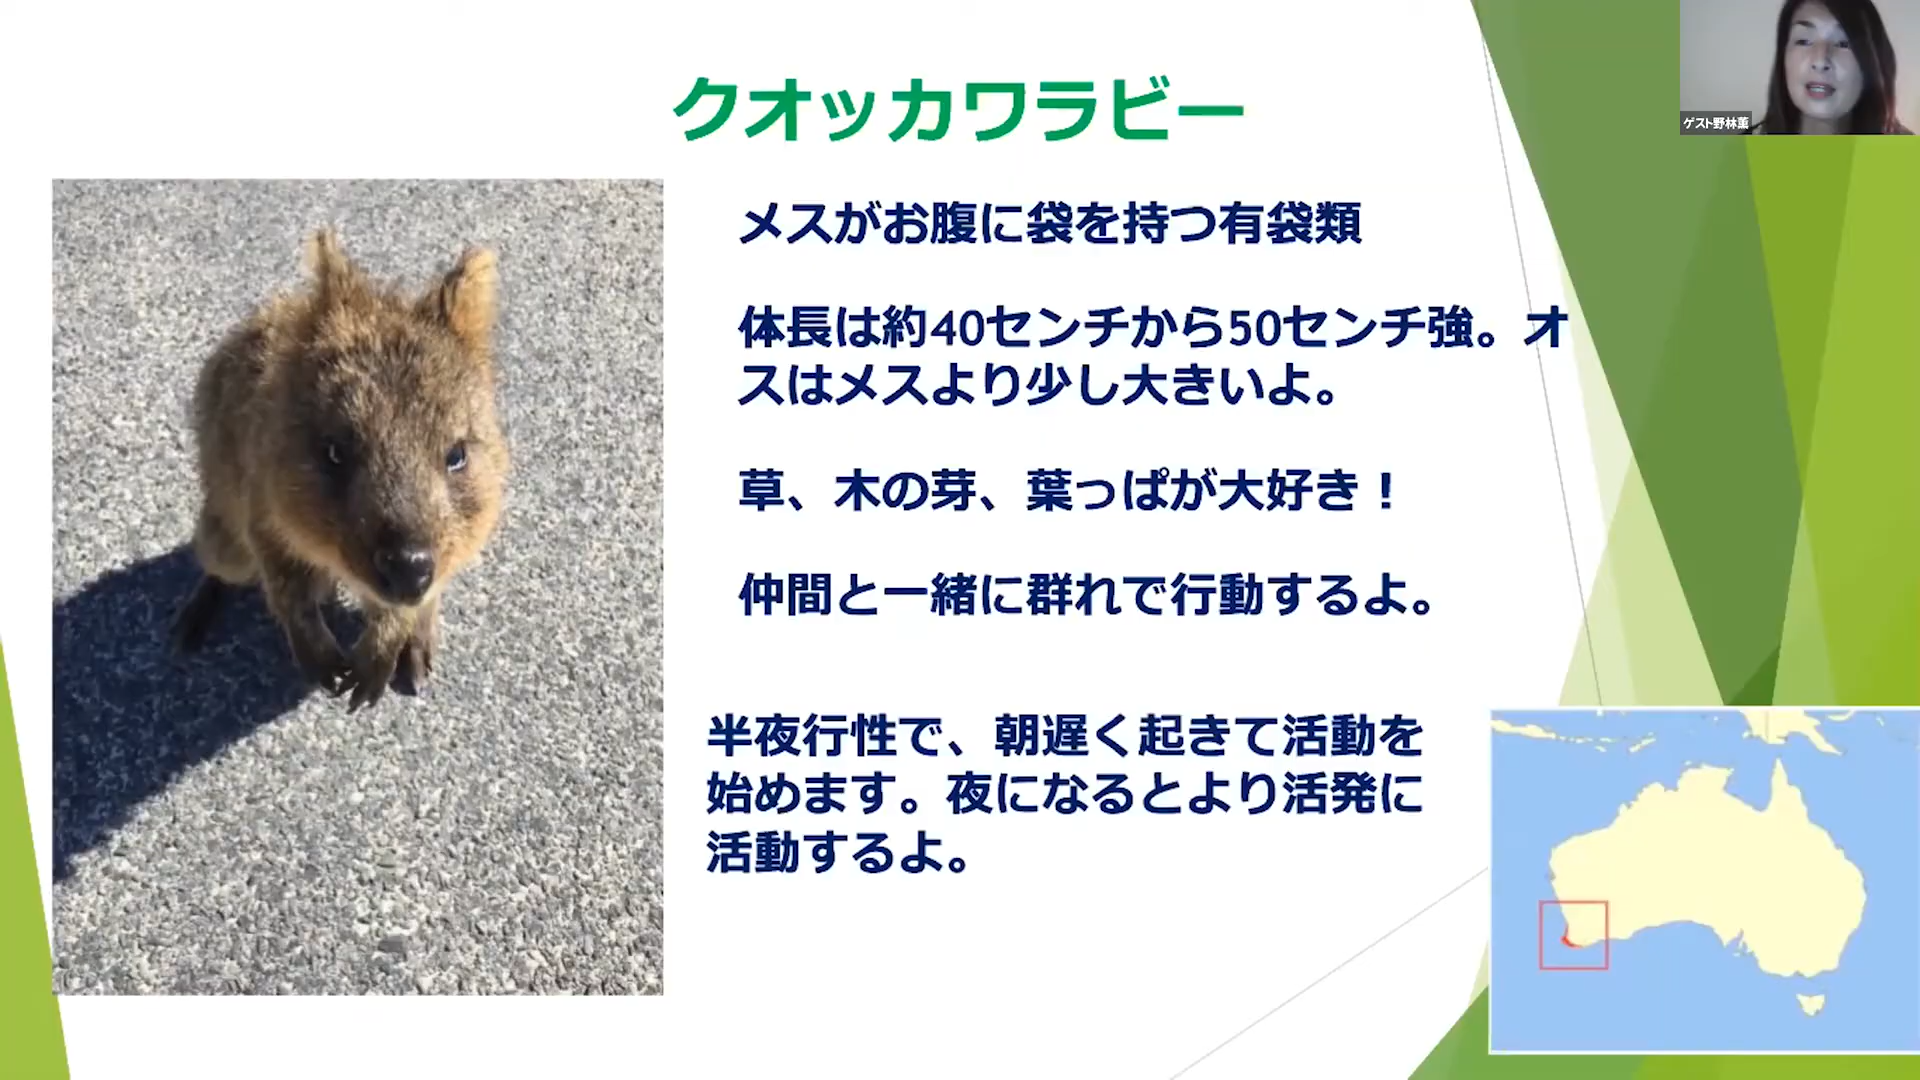 クオッカワラビー
ゲスト野林薫
メスがお腹に袋を持つ有袋類
体長は約40センチから50センチ強。オ
スはメスより少し大きいよ。
草、木の芽、葉っぱが大好き！
仲間と一緒に群れで行動するよ。
半夜行性で、朝遅く起きて活動を
始めます。夜になるとより活発に
活動するよ。